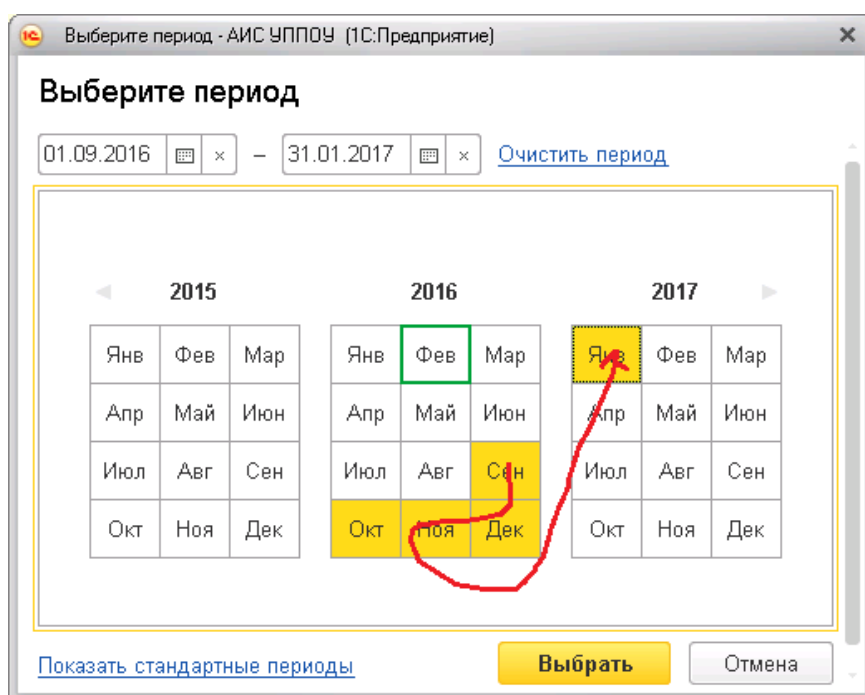 1С Выберите период - АИС УППОУ (1С:Предприятие)
Выберите период
01.09.2016 – 31.01.2017 Очистить период
2015 2016 2017
Янв Фев Мар Янв Фев Мар Янв Фев Мар
Апр Май Июн Апр Май Июн Апр Май Июн
Июл Авг Сен Июл Авг Сен Июл Авг Сен
Окт Ноя Дек Окт Ноя Дек Окт Ноя Дек
Показать стандартные периоды Выбрать Отмена